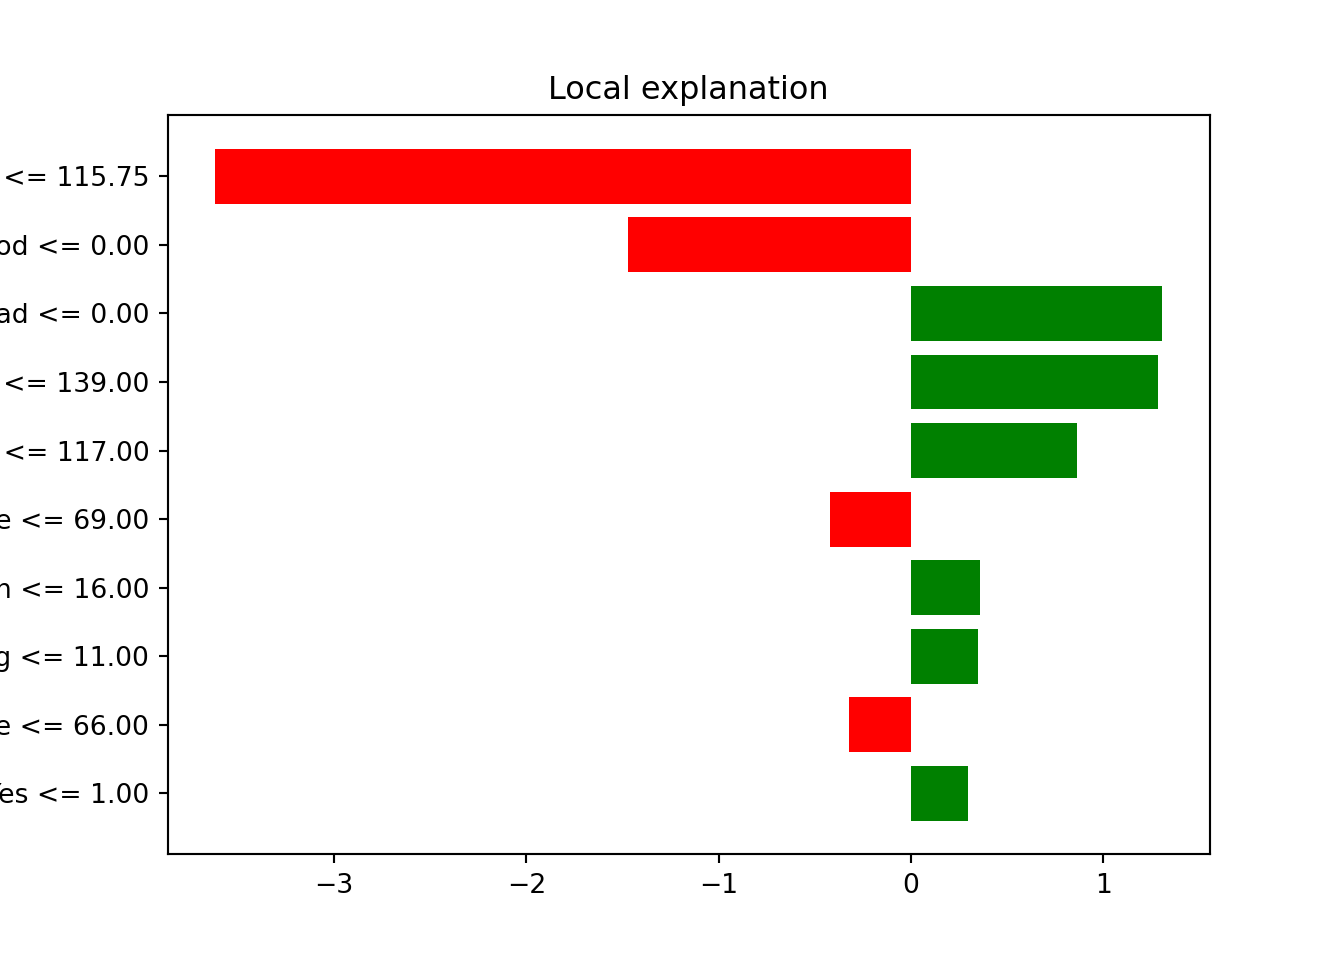 Local explanation
<= 115.75
od <= 0.00
ad <= 0.00
<= 139.00
<= 117.00
e <= 69.00
n <= 16.00
g <= 11.00
e <= 66.00
es <= 1.00
−3 −2 −1 0 1